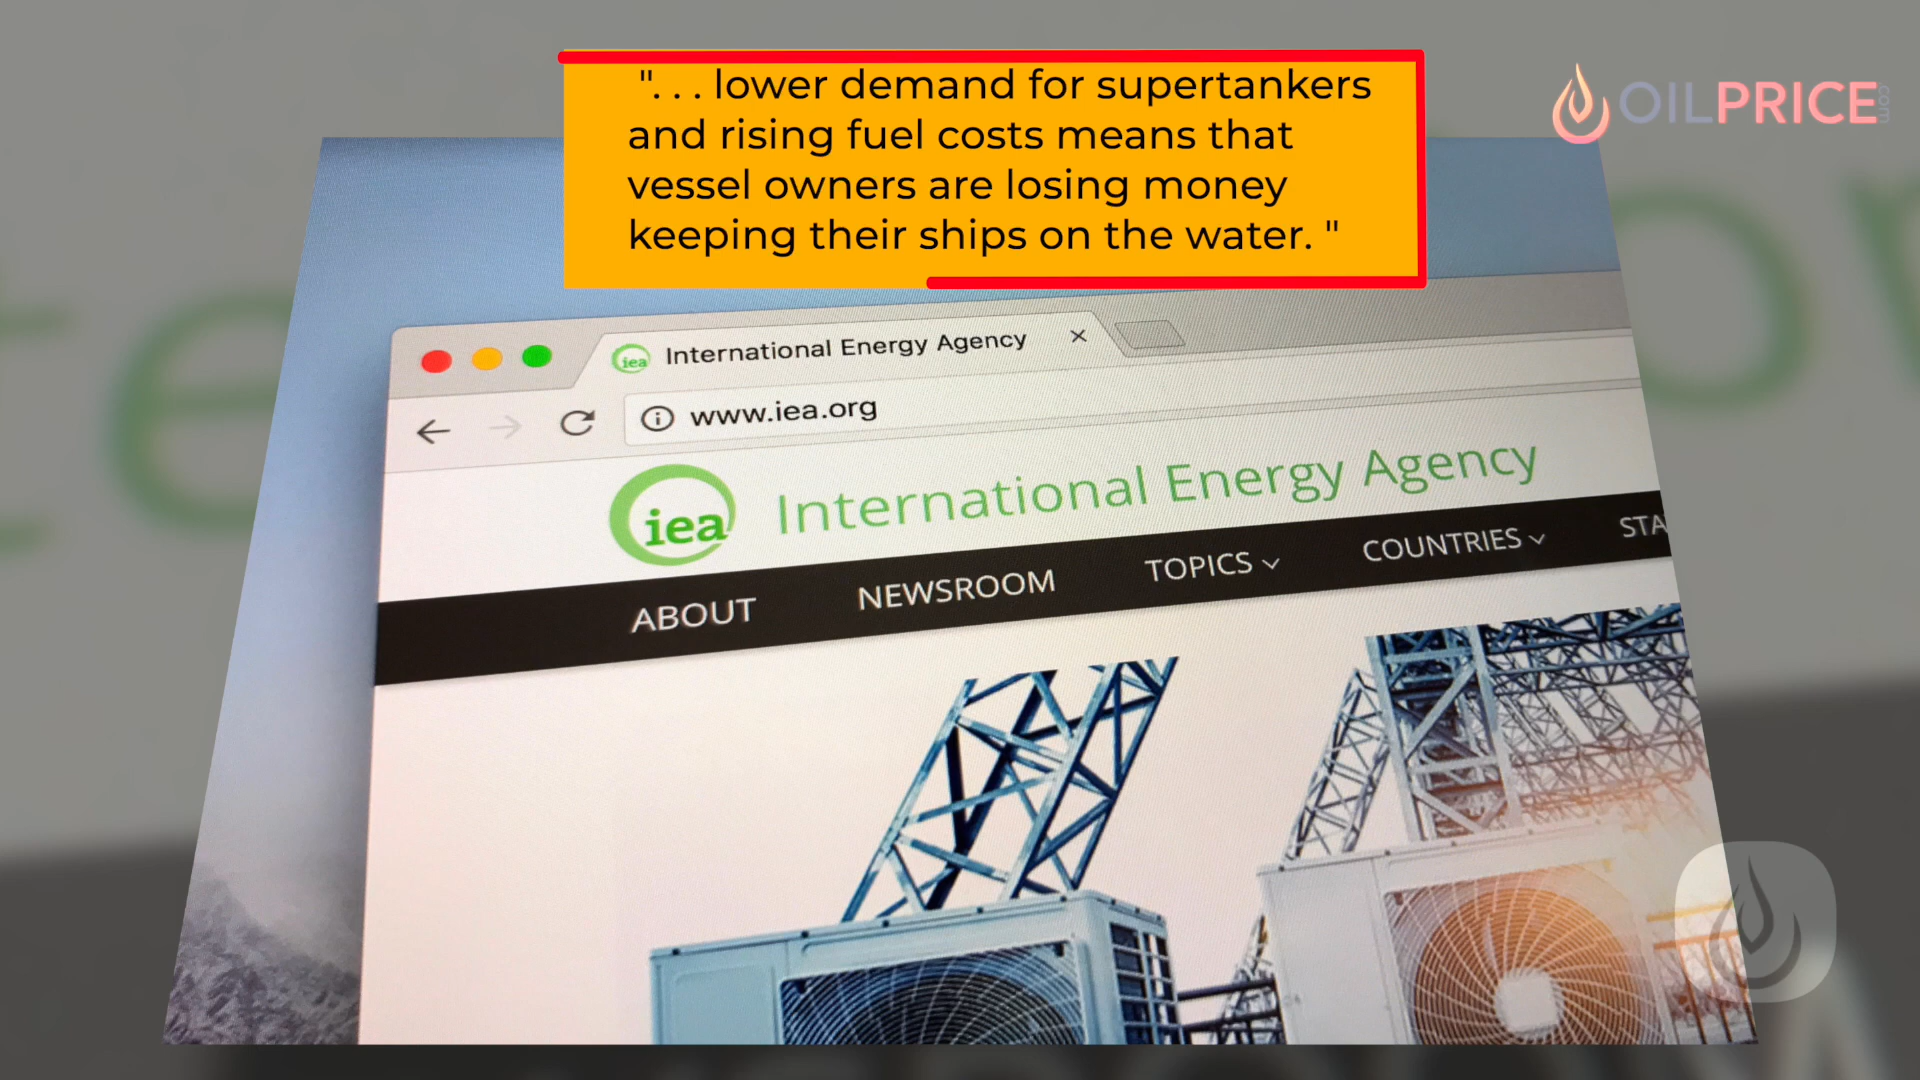 ". . . lower demand for supertankers
and rising fuel costs means that
vessel owners are losing money
keeping their ships on the water. "
OILPRICE.com
International Energy Agency
www.iea.org
iea International Energy Agency
ABOUT NEWSROOM TOPICS COUNTRIES STA